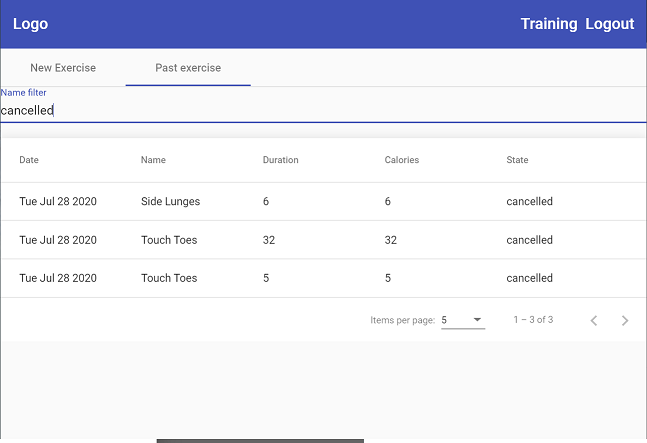 Logo Training Logout
New Exercise Past exercise
Name filter
cancelled
Date Name Duration Calories State
Tue Jul 28 2020 Side Lunges 6 6 cancelled
Tue Jul 28 2020 Touch Toes 32 32 cancelled
Tue Jul 28 2020 Touch Toes 5 5 cancelled
Items per page: 5 1 – 3 of 3